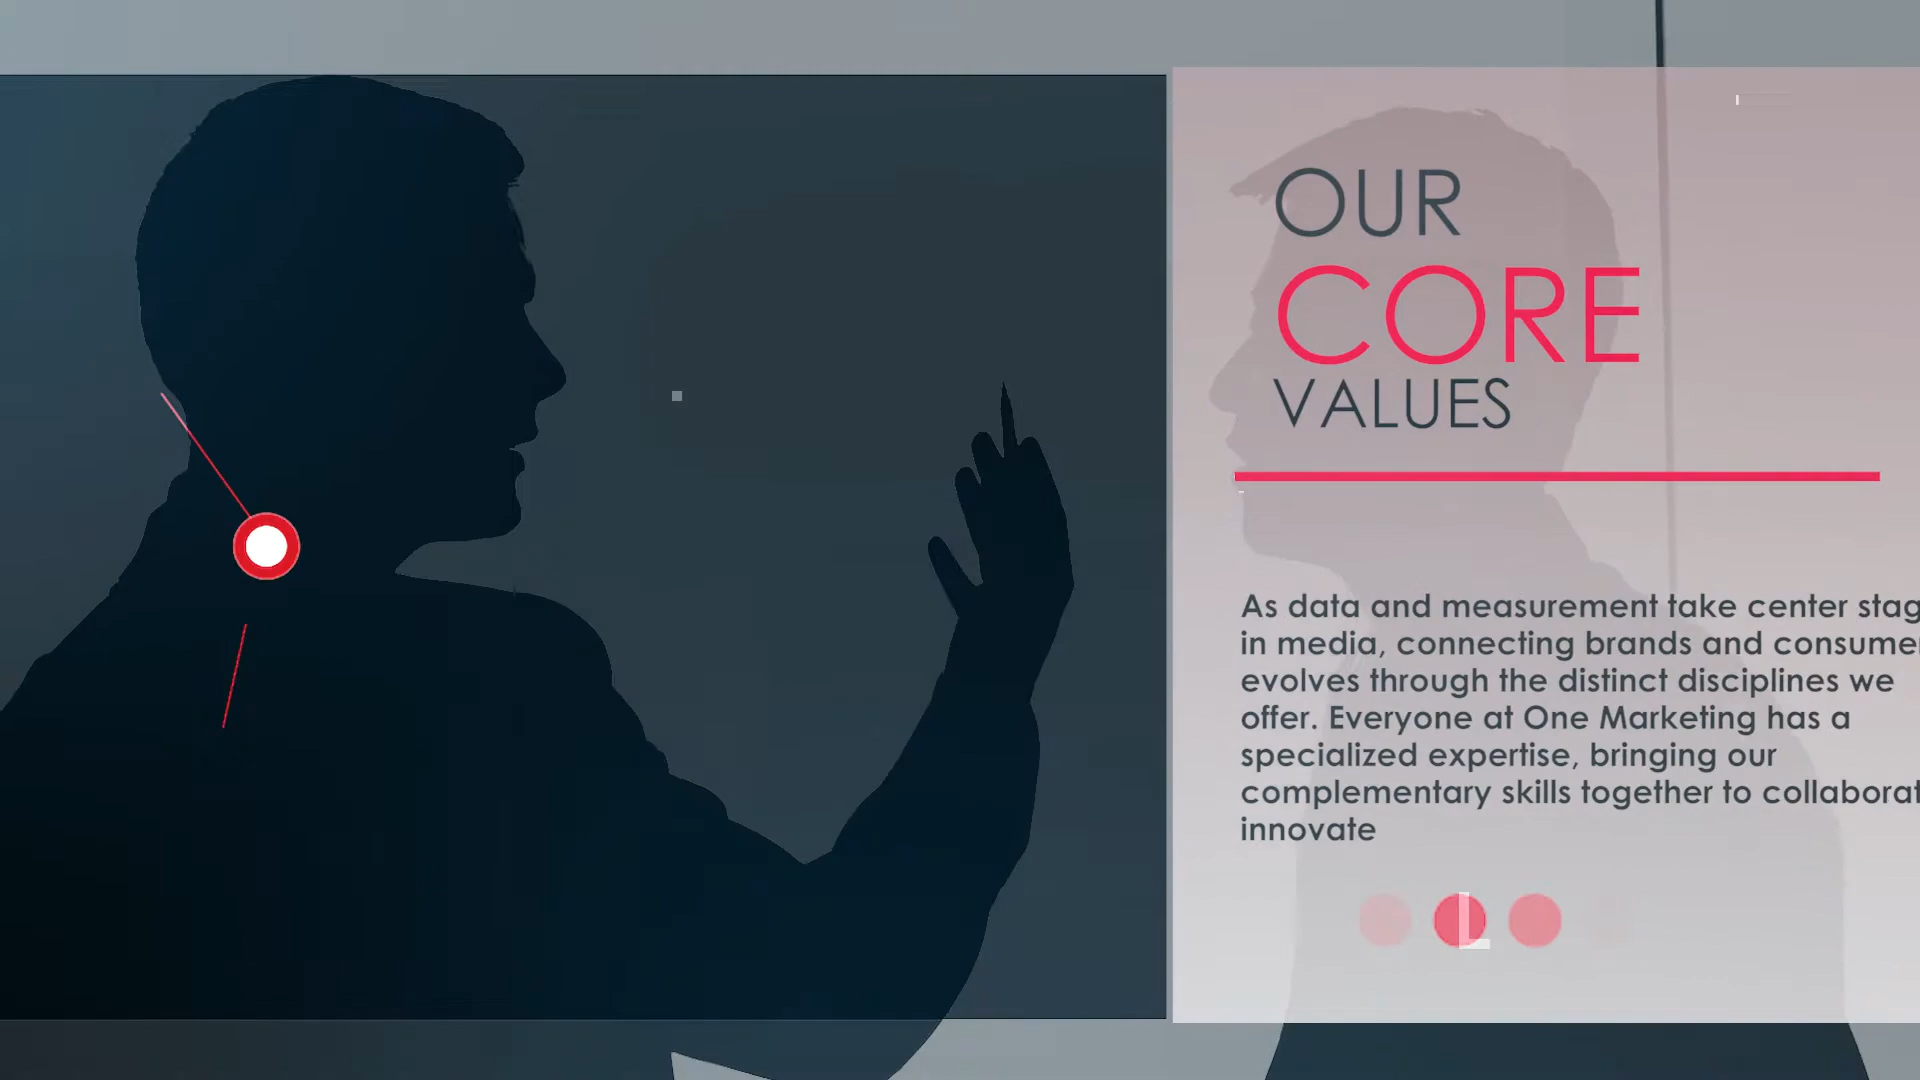 OUR
CORE
VALUES
As data and measurement take center stag
in media, connecting brands and consumer
evolves through the distinct disciplines we
offer. Everyone at One Marketing has a
specialized expertise, bringing our
complementary skills together to collaborat
innovate